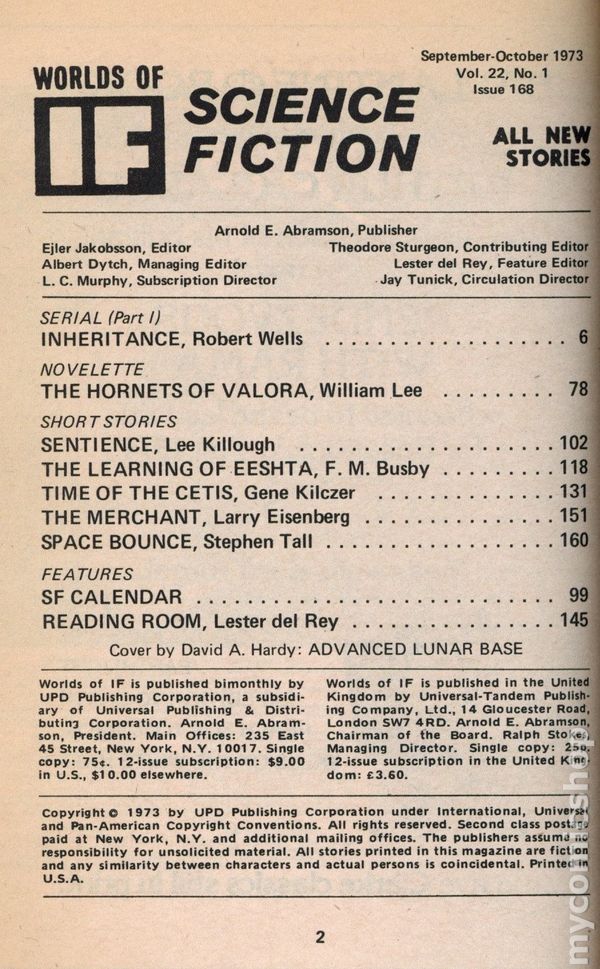 September-October 1973
Vol. 22, No. 1
Issue 168
WORLDS OF
IF
SCIENCE
FICTION
ALL NEW
STORIES
Arnold E. Abramson, Publisher
Ejler Jakobsson, Editor
Theodore Sturgeon, Contributing Editor
Albert Dytch, Managing Editor
Lester del Rey, Feature Editor
L. C. Murphy, Subscription Director
Jay Tunick, Circulation Director
SERIAL (Part I)
INHERITANCE, Robert Wells . . . . . . . . . . . . . . . . . . . 6
NOVELETTE
THE HORNETS OF VALORA, William Lee . . . . . . . . . 78
SHORT STORIES
SENTIENCE, Lee Killough . . . . . . . . . . . . . . . . . . . . 102
THE LEARNING OF EESHTA, F. M. Busby . . . . . . . . . 118
TIME OF THE CETIS, Gene Kilczer . . . . . . . . . . . . . . 131
THE MERCHANT, Larry Eisenberg . . . . . . . . . . . . . . . 151
SPACE BOUNCE, Stephen Tall . . . . . . . . . . . . . . . . . . 160
FEATURES
SF CALENDAR . . . . . . . . . . . . . . . . . . . . . . . . . . . . 99
READING ROOM, Lester del Rey . . . . . . . . . . . . . . . . 145
Cover by David A. Hardy: ADVANCED LUNAR BASE
Worlds of IF is published bimonthly by
UPD Publishing Corporation, a subsidi-
ary of Universal Publishing & Distri-
buting Corporation. Arnold E. Abram-
son, President. Main Offices: 235 East
45 Street, New York, N.Y. 10017. Single
copy: 75¢. 12-issue subscription: $9.00
in U.S., $10.00 elsewhere.
Worlds of IF is published in the United
Kingdom by Universal-Tandem Publish-
ing Company, Ltd., 14 Gloucester Road,
London SW7 4RD. Arnold E. Abramson,
Chairman of the Board. Ralph Stokes,
Managing Director. Single copy:
12-issue subscription in the United King-
dom: £3.60.
Copyright © 1973 by UPD Publishing Corporation under International, Universal
and Pan-American Copyright Conventions. All rights reserved. Second class postage
paid at New York, N.Y. and additional mailing offices. The publishers assume no
responsibility for unsolicited material. All stories printed in this magazine are fiction
and any similarity between characters and actual persons is coincidental. Printed in
U.S.A.
2
mycomicshop